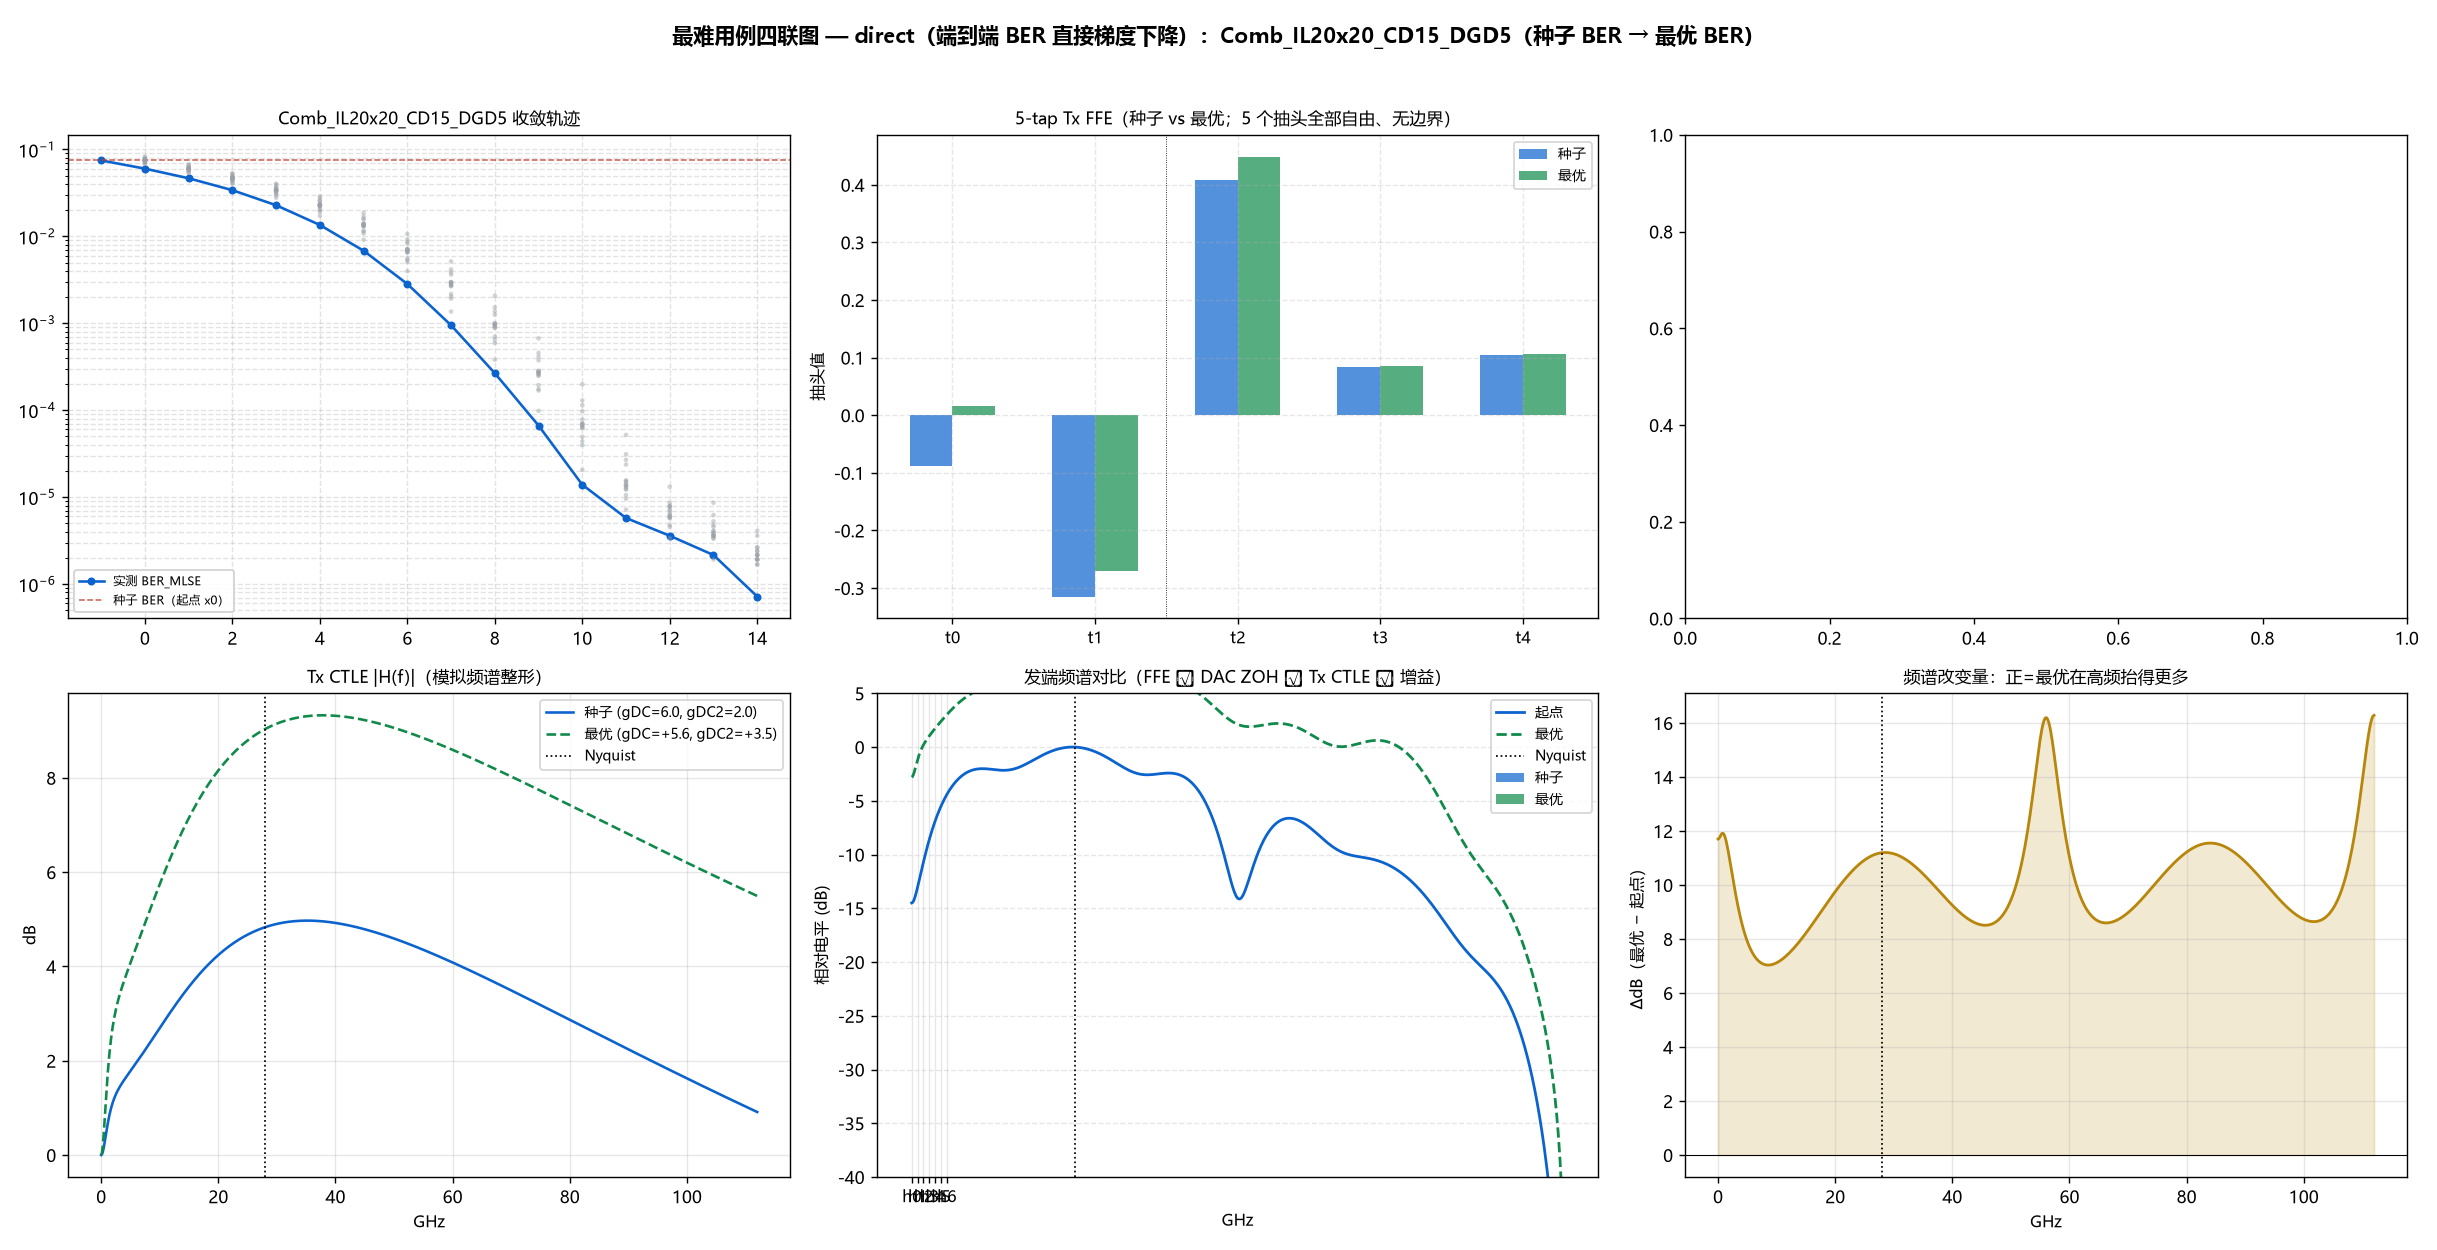 最难用例四联图 — direct（端到端 BER 直接梯度下降）：Comb_IL20x20_CD15_DGD5（种子 BER → 最优 BER）
Comb_IL20x20_CD15_DGD5 收敛轨迹
10⁻¹
10⁻²
10⁻³
10⁻⁴
10⁻⁵
10⁻⁶
实测 BER_MLSE
种子 BER（起点 x0）
0 2 4 6 8 10 12 14
5-tap Tx FFE（种子 vs 最优；5 个抽头全部自由、无边界）
种子
最优
抽头值
0.4
0.3
0.2
0.1
0.0
-0.1
-0.2
-0.3
t0 t1 t2 t3 t4
1.0
0.8
0.6
0.4
0.2
0.0
0.0 0.2 0.4 0.6 0.8 1.0
Tx CTLE |H(f)|（模拟频谱整形）
种子 (gDC=6.0, gDC2=2.0)
最优 (gDC=+5.6, gDC2=+3.5)
Nyquist
dB
8
6
4
2
0
0 20 40 60 80 100
GHz
发端频谱对比（FFE DAC ZOH Tx CTLE 增益）
起点
最优
Nyquist
种子
最优
相对电平 (dB)
5
0
-5
-10
-15
-20
-25
-30
-35
-40
GHz
频谱改变量：正=最优在高频抬得更多
ΔdB（最优 − 起点）
16
14
12
10
8
6
4
2
0
0 20 40 60 80 100
GHz